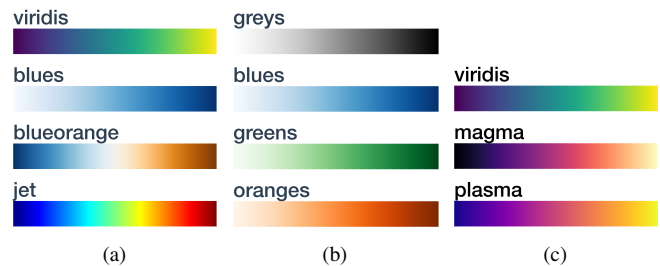 viridis
blues
blueorange
jet
(a)
greys
blues
greens
oranges
(b)
viridis
magma
plasma
(c)